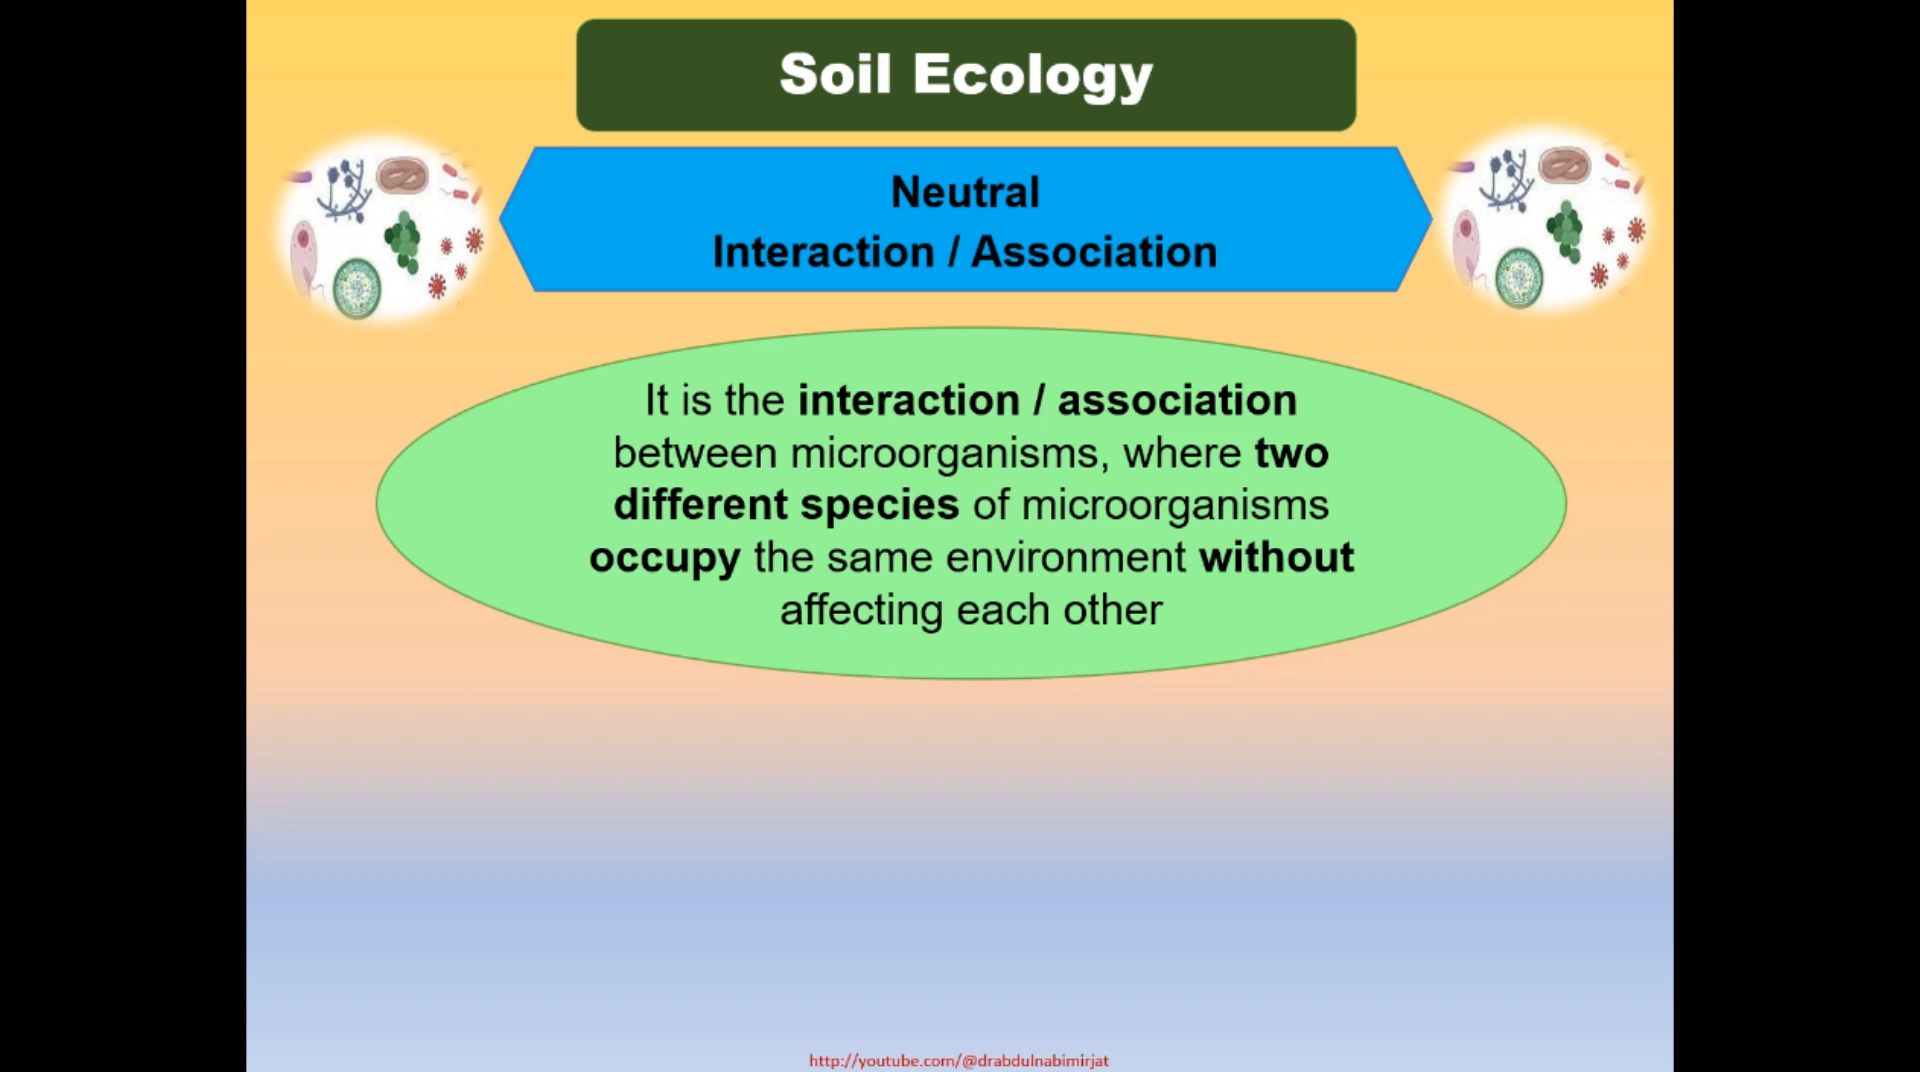 Soil Ecology
Neutral
Interaction / Association
It is the interaction / association
between microorganisms, where two
different species of microorganisms
occupy the same environment without
affecting each other
http://youtube.com/@drabdulnabimirjat